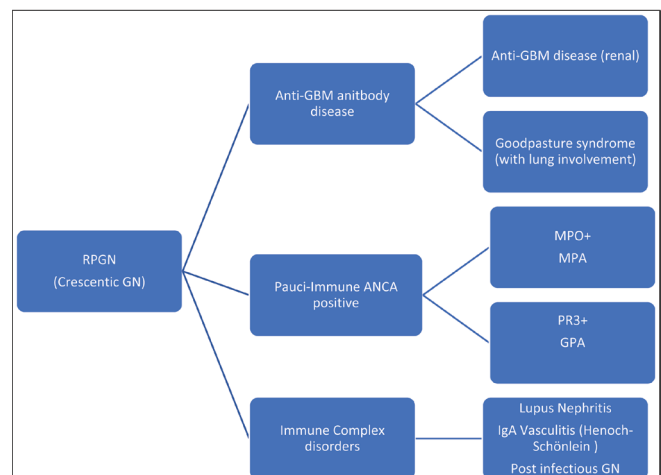 Anti-GBM disease (renal)
Anti-GBM anitbody
disease
Goodpasture syndrome
(with lung involvement)
RPGN
(Crescentic GN)
MPO+
MPA
Pauci-Immune ANCA
positive
PR3+
GPA
Immune Complex
disorders
Lupus Nephritis
IgA Vasculitis (Henoch-
Schönlein )
Post infectious GN